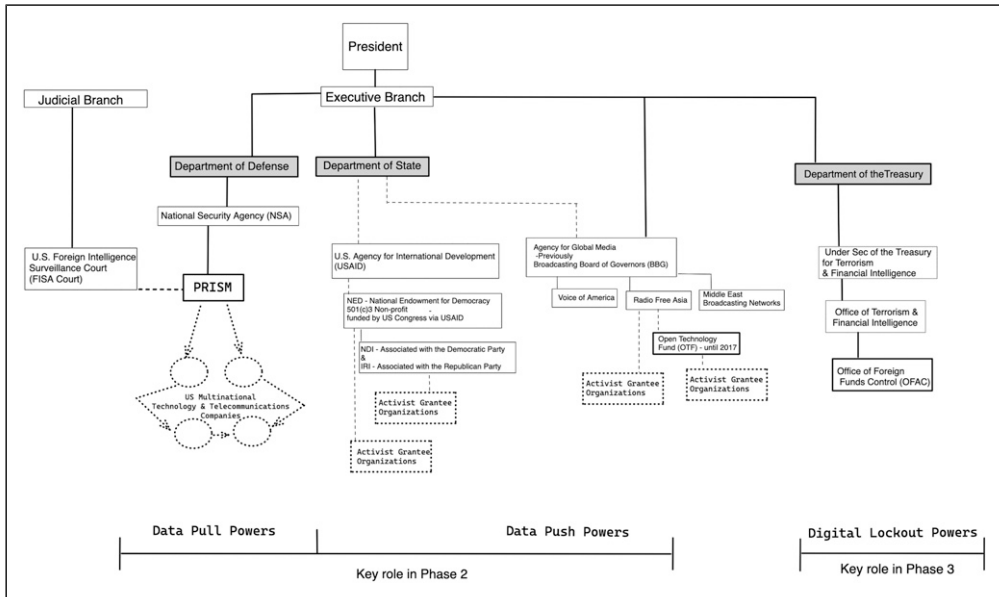 President
Judicial Branch
Executive Branch
Department of Defense
Department of State
Department of theTreasury
National Security Agency (NSA)
U.S. Foreign Intelligence
Surveillance Court
(FISA Court)
PRISM
U.S. Agency for International Development
(USAID)
Agency for Global Media
-Previously
Broadcasting Board of Governors (BBG)
Under Sec of the Treasury
for Terrorism
& Financial Intelligence
NED - National Endowment for Democracy
501(c)3 Non-profit
funded by US Congress via USAID
Voice of America
Radio Free Asia
Middle East
Broadcasting Networks
Office of Terrorism &
Financial Intelligence
NDI - Associated with the Democratic Party
&
IRI - Associated with the Republican Party
Open Technology
Fund (OTF) - until 2017
Office of Foreign
Funds Control (OFAC)
US Multinational
Technology & Telecommunications
Companies
Activist Grantee
Organizations
Activist Grantee
Organizations
Activist Grantee
Organizations
Activist Grantee
Organizations
Data Pull Powers
Data Push Powers
Digital Lockout Powers
Key role in Phase 2
Key role in Phase 3